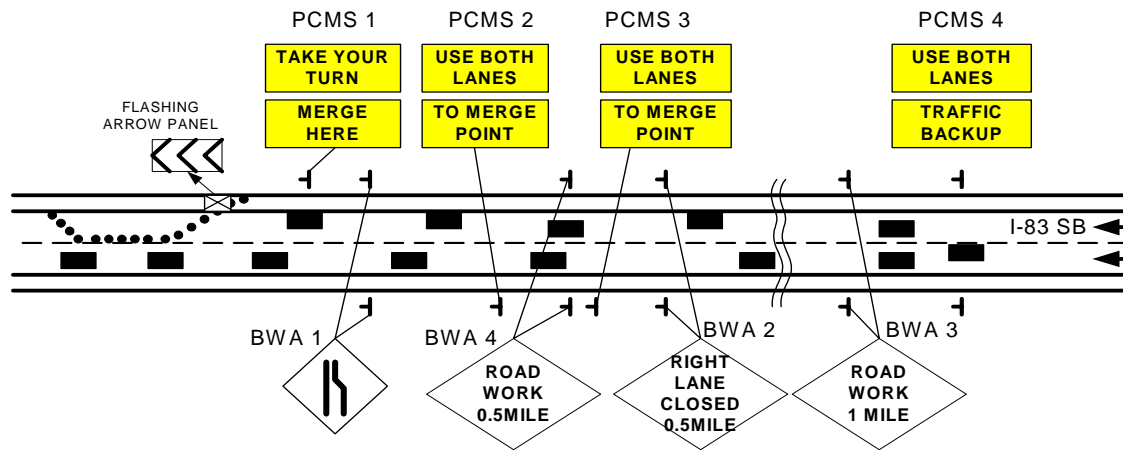 PCMS 1
PCMS 2
PCMS 3
PCMS 4
TAKE YOUR
TURN
MERGE
HERE
USE BOTH
LANES
TO MERGE
POINT
USE BOTH
LANES
TO MERGE
POINT
USE BOTH
LANES
TRAFFIC
BACKUP
FLASHING
ARROW PANEL
I-83 SB
BWA 1
BWA 4
BWA 2
BWA 3
ROAD
WORK
0.5MILE
RIGHT
LANE
CLOSED
0.5MILE
ROAD
WORK
1 MILE